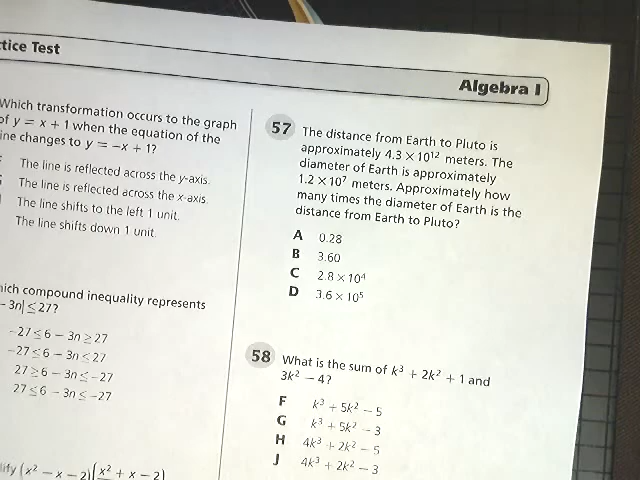 tice Test
Algebra I
Which transformation occurs to the graph
of y = x + 1 when the equation of the
ine changes to y = −x + 1?
The line is reflected across the y-axis.
The line is reflected across the x-axis.
The line shifts to the left 1 unit.
The line shifts down 1 unit.
ich compound inequality represents
− 3n| ≤ 27?
−27 ≤ 6 − 3n ≥ 27
−27 ≤ 6 − 3n ≤ 27
27 ≥ 6 − 3n ≤ −27
27 ≤ 6 − 3n ≤ −27
ify (x² − x − 2)(x² + x − 2)
57 The distance from Earth to Pluto is
approximately 4.3 × 10¹² meters. The
diameter of Earth is approximately
1.2 × 10⁷ meters. Approximately how
many times the diameter of Earth is the
distance from Earth to Pluto?
A 0.28
B 3.60
C 2.8 × 10⁴
D 3.6 × 10⁵
58 What is the sum of k³ + 2k² + 1 and
3k² − 4?
F k³ + 5k² − 5
G k³ + 5k² − 3
H 4k³ + 2k² − 5
J 4k³ + 2k² − 3